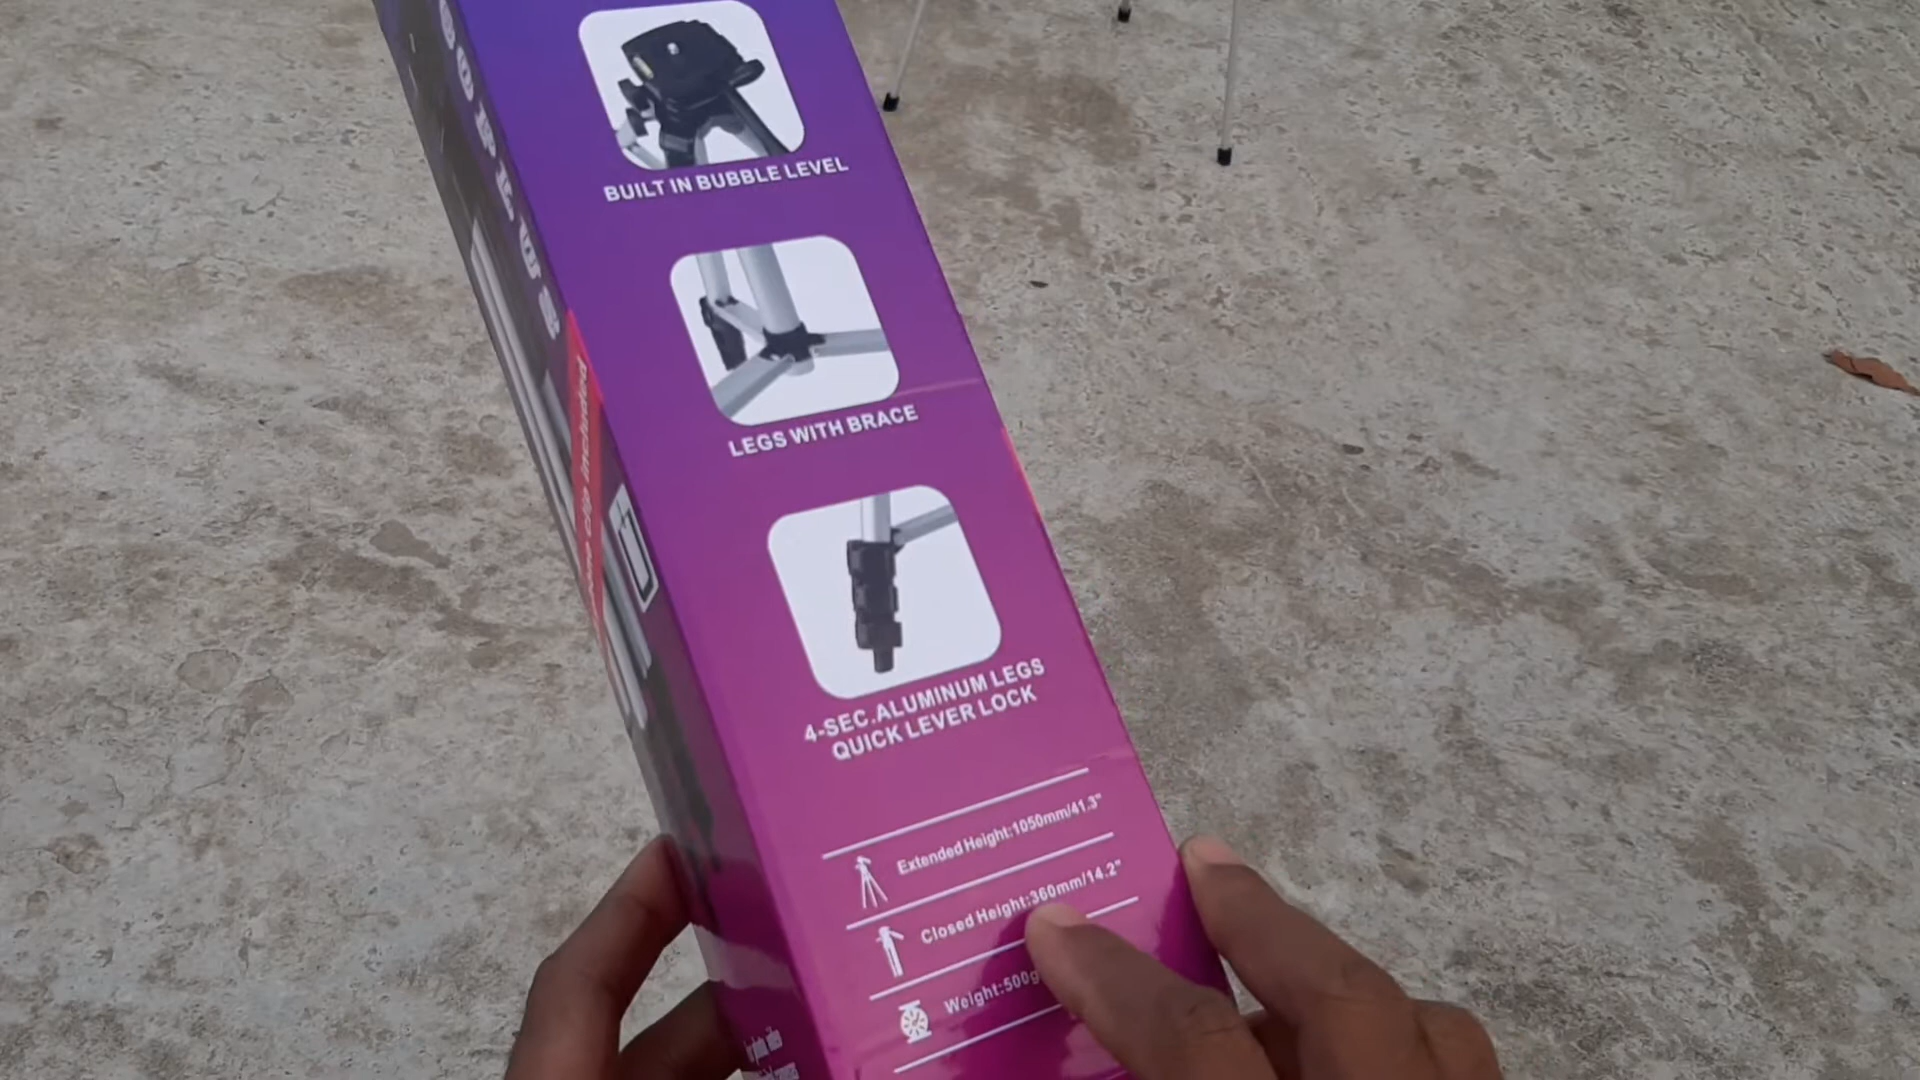 BUILT IN BUBBLE LEVEL
LEGS WITH BRACE
4-SEC.ALUMINUM LEGS
QUICK LEVER LOCK
Extended Height:1050mm/41.3"
Closed Height:360mm/14.2"
Weight:500g
included